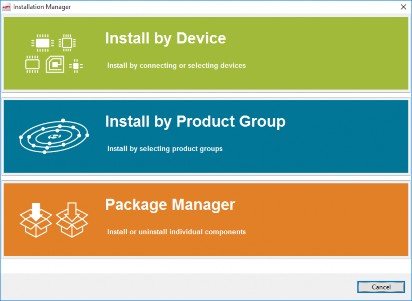 Installation Manager
Install by Device
Install by connecting or selecting devices
Install by Product Group
Install by selecting product groups
Package Manager
Install or uninstall individual components
Cancel